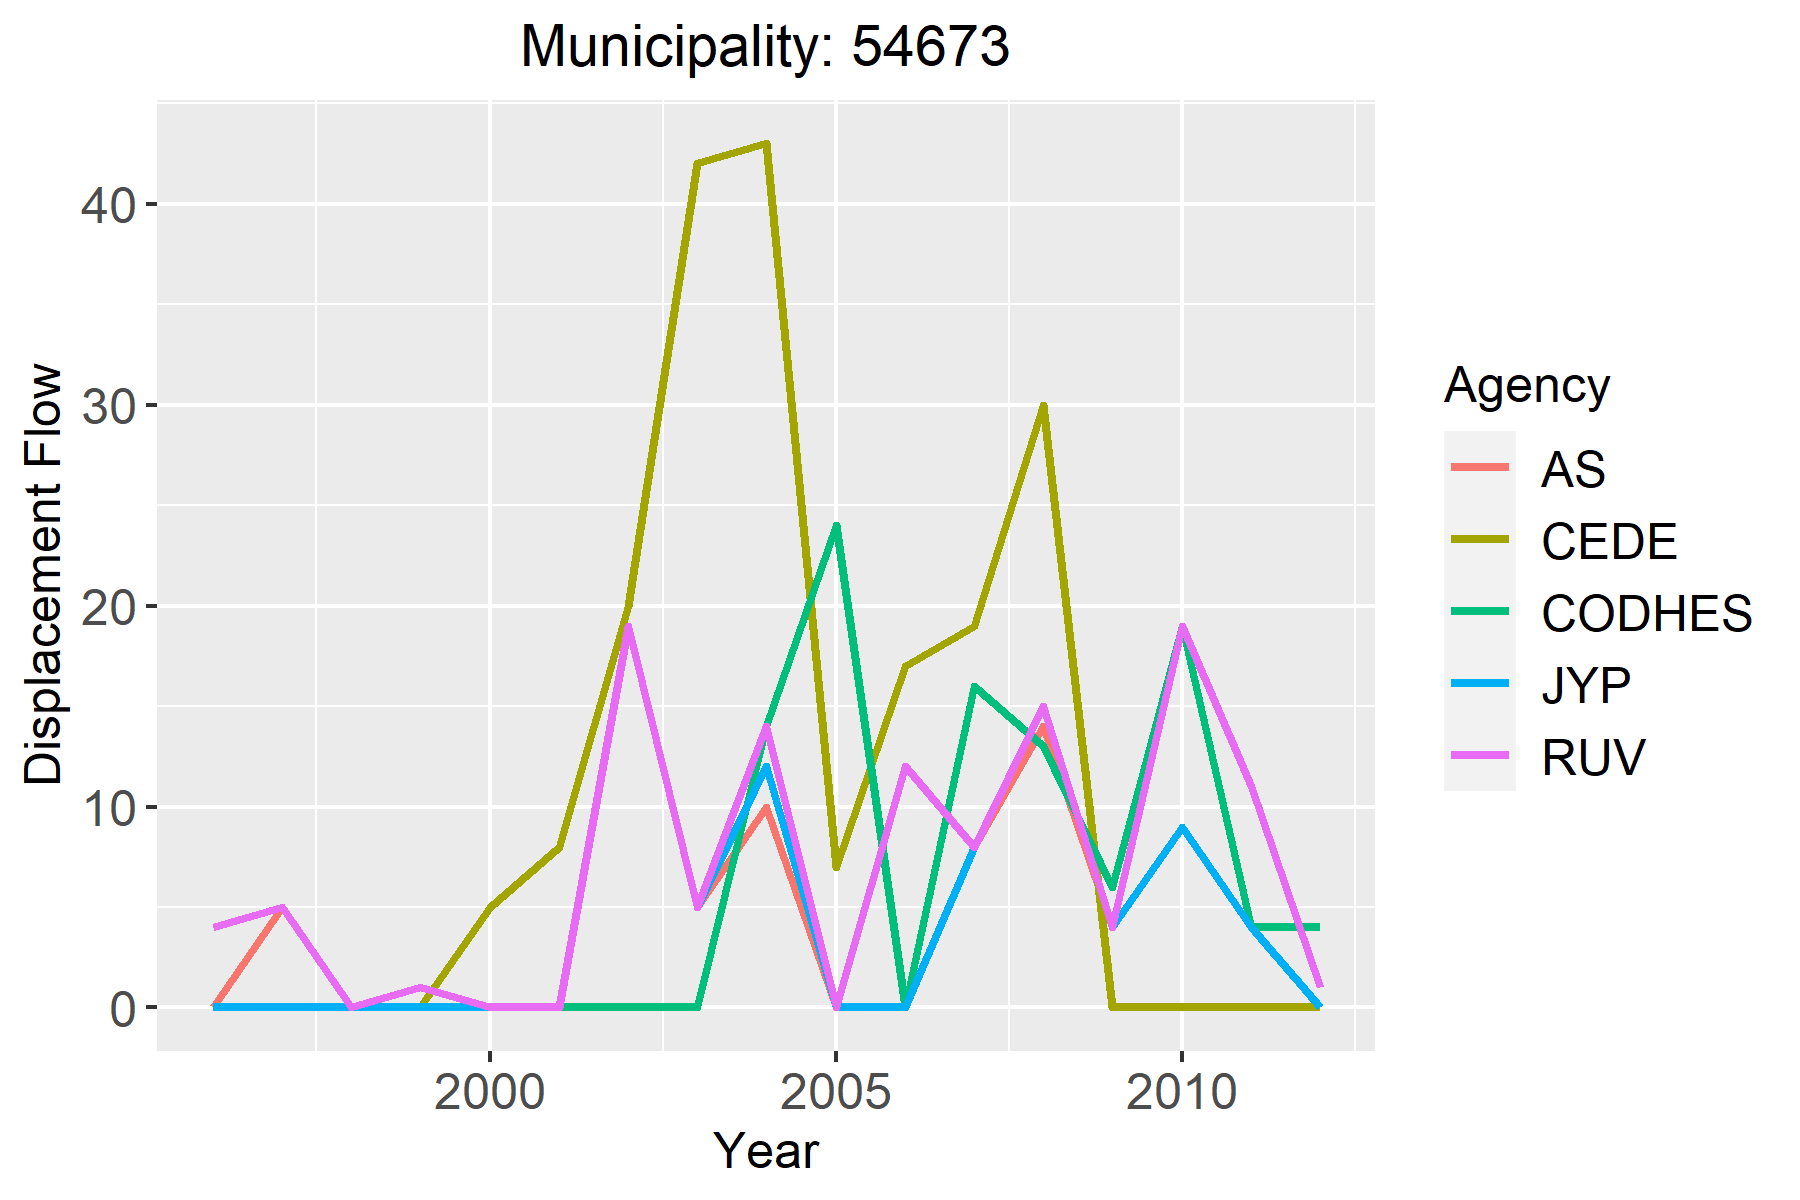 Municipality: 54673
Displacement Flow
40
30
20
10
0
2000 2005 2010
Year
Agency
AS
CEDE
CODHES
JYP
RUV